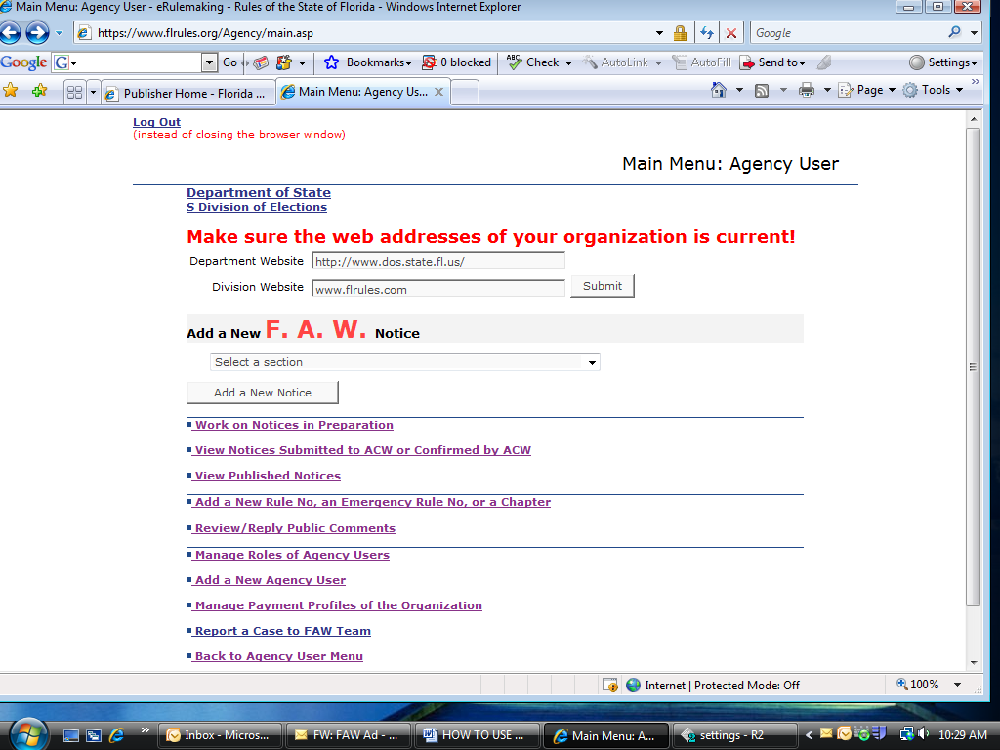 Main Menu: Agency User - eRulemaking - Rules of the State of Florida - Windows Internet Explorer
https://www.flrules.org/Agency/main.asp
Google
Google G Go Bookmarks 0 blocked ABC Check AutoLink AutoFill Send to Settings
Publisher Home - Florida ... Main Menu: Agency Us... X Page Tools »
Log Out
(instead of closing the browser window)
Main Menu: Agency User
Department of State
S Division of Elections
Make sure the web addresses of your organization is current!
Department Website http://www.dos.state.fl.us/
Division Website www.flrules.com Submit
Add a New F. A. W. Notice
Select a section
Add a New Notice
Work on Notices in Preparation
View Notices Submitted to ACW or Confirmed by ACW
View Published Notices
Add a New Rule No, an Emergency Rule No, or a Chapter
Review/Reply Public Comments
Manage Roles of Agency Users
Add a New Agency User
Manage Payment Profiles of the Organization
Report a Case to FAW Team
Back to Agency User Menu
Internet | Protected Mode: Off 100%
» Inbox - Micros... FW: FAW Ad - ... HOW TO USE ... Main Menu: A... settings - R2 10:29 AM